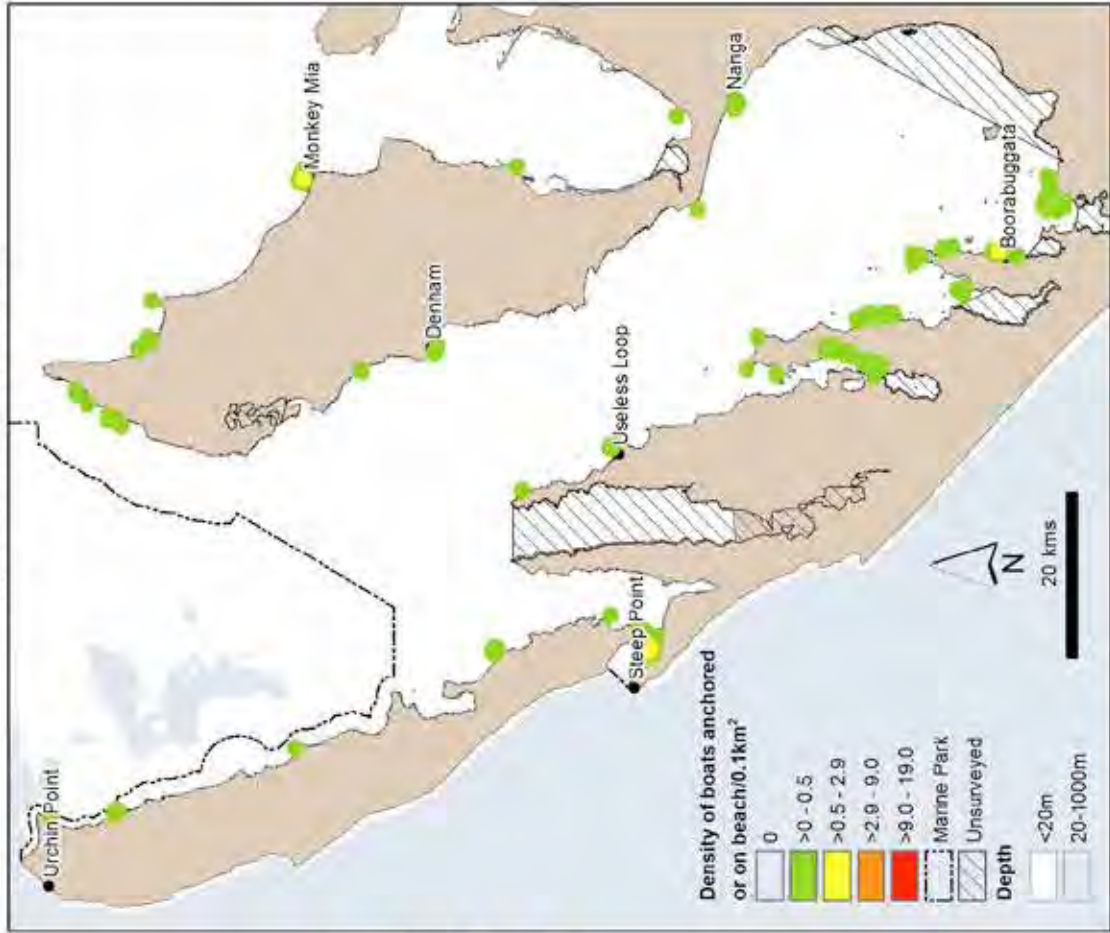 Urchin Point
Monkey Mia
Nanga
Denham
Boorabuggata
Useless Loop
Steep Point
N
20 kms
Density of boats anchored
or on beach/0.1km²
0
>0 - 0.5
>0.5 - 2.9
>2.9 - 9.0
>9.0 - 19.0
Marine Park
Unsurveyed
Depth
<20m
20-1000m